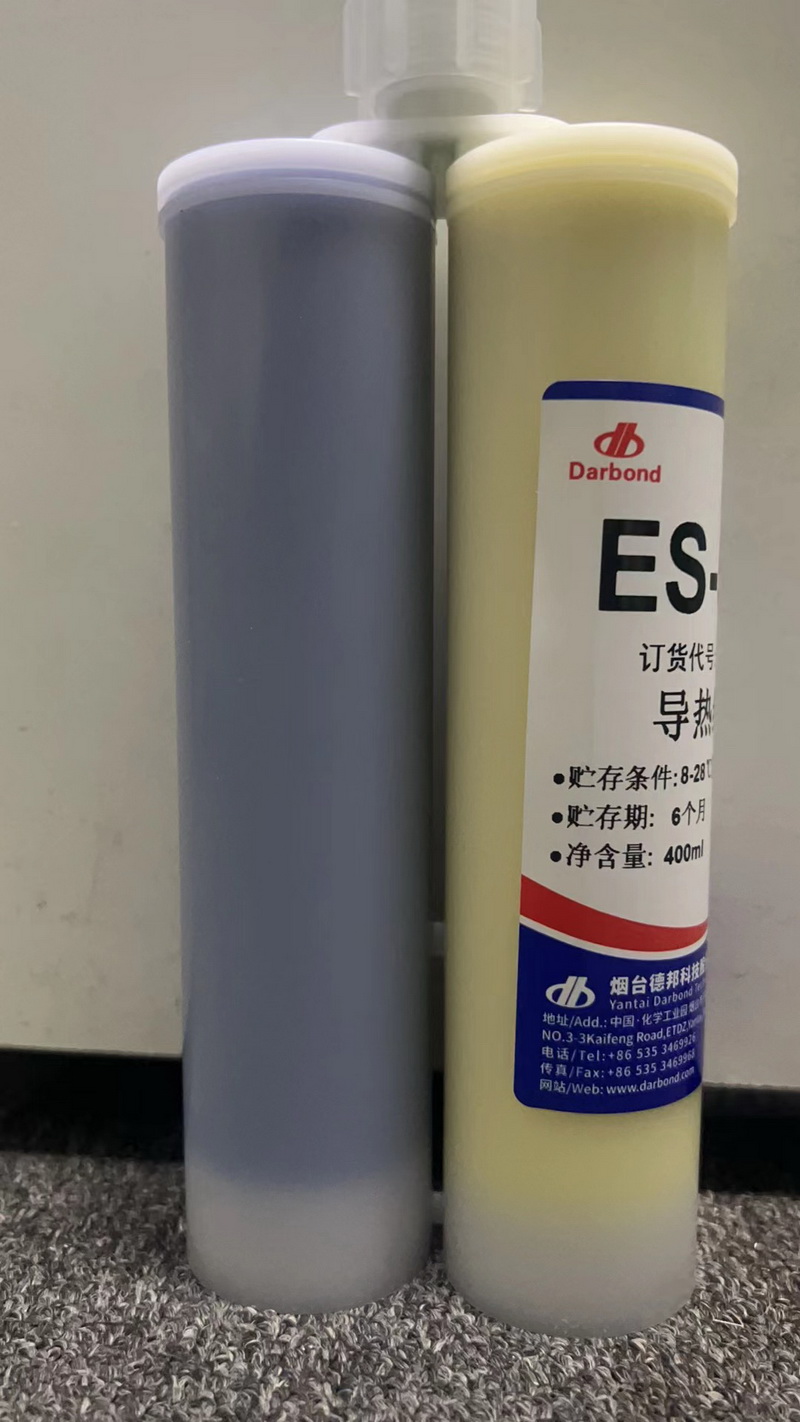 Darbond
ES-
订货代号
导热
•贮存条件:8-28℃
•贮存期: 6个月
•净含量: 400ml
烟台德邦科技
Yantai Darbond
地址/Add.: 中国·化学工业园
NO.3-3Kaifeng Road,ETDZ,
电话/Tel:+86 535 3469926
传真/Fax:+86 535 3469968
网站/Web: www.darbond.com